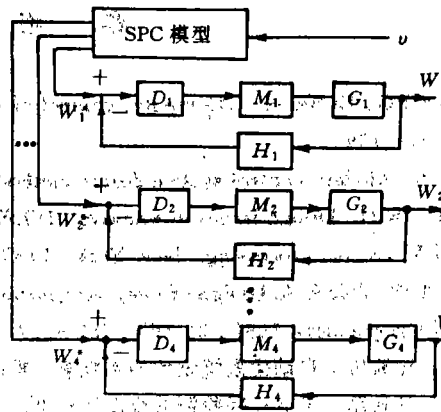 SPC 模型
υ
+
W₁*
−
D₁
M₁
G₁
W
H₁
...
+
W₂*
−
D₂
M₂
G₂
W₂
H₂
⋮
+
W₄*
−
D₄
M₄
G₄
H₄